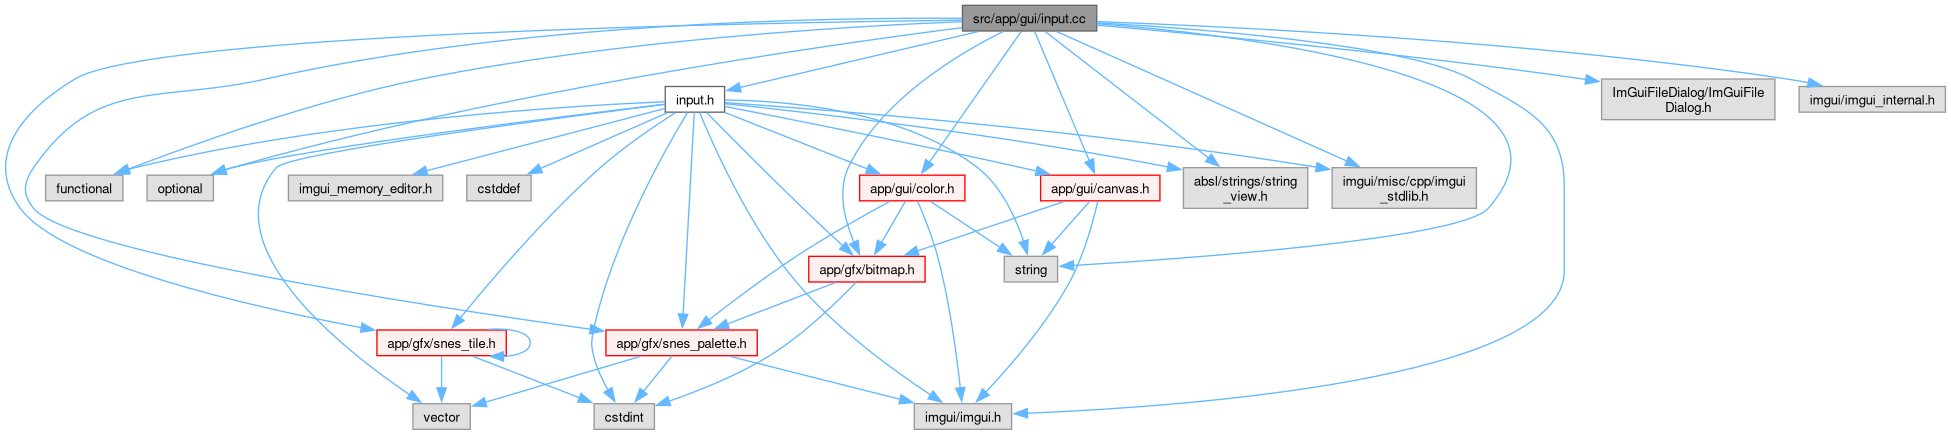 src/app/gui/input.cc
input.h
ImGuiFileDialog/ImGuiFile
Dialog.h
imgui/imgui_internal.h
functional
optional
imgui_memory_editor.h
cstddef
app/gui/color.h
app/gui/canvas.h
absl/strings/string
_view.h
imgui/misc/cpp/imgui
_stdlib.h
app/gfx/bitmap.h
string
app/gfx/snes_tile.h
app/gfx/snes_palette.h
vector
cstdint
imgui/imgui.h